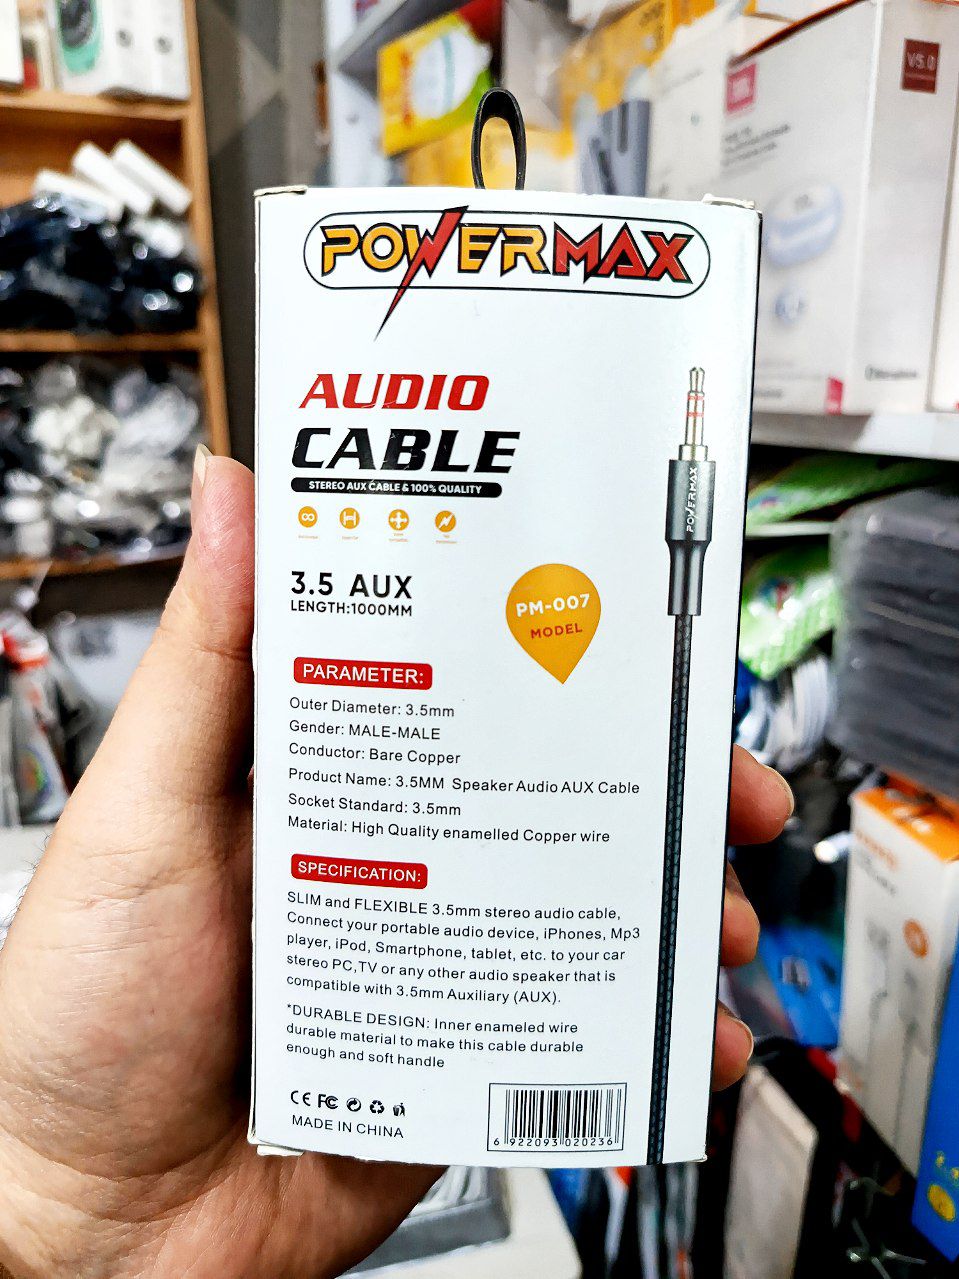 POWERMAX
AUDIO
CABLE
STEREO AUX CABLE & 100% QUALITY
3.5 AUX
LENGTH:1000MM
PM-007
MODEL
POWERMAX
PARAMETER:
Outer Diameter: 3.5mm
Gender: MALE-MALE
Conductor: Bare Copper
Product Name: 3.5MM Speaker Audio AUX Cable
Socket Standard: 3.5mm
Material: High Quality enamelled Copper wire
SPECIFICATION:
SLIM and FLEXIBLE 3.5mm stereo audio cable,
Connect your portable audio device, iPhones, Mp3
player, iPod, Smartphone, tablet, etc. to your car
stereo PC,TV or any other audio speaker that is
compatible with 3.5mm Auxiliary (AUX).
*DURABLE DESIGN: Inner enameled wire
durable material to make this cable durable
enough and soft handle
CE FC
MADE IN CHINA
6 922093 020236
V5.0
JBL